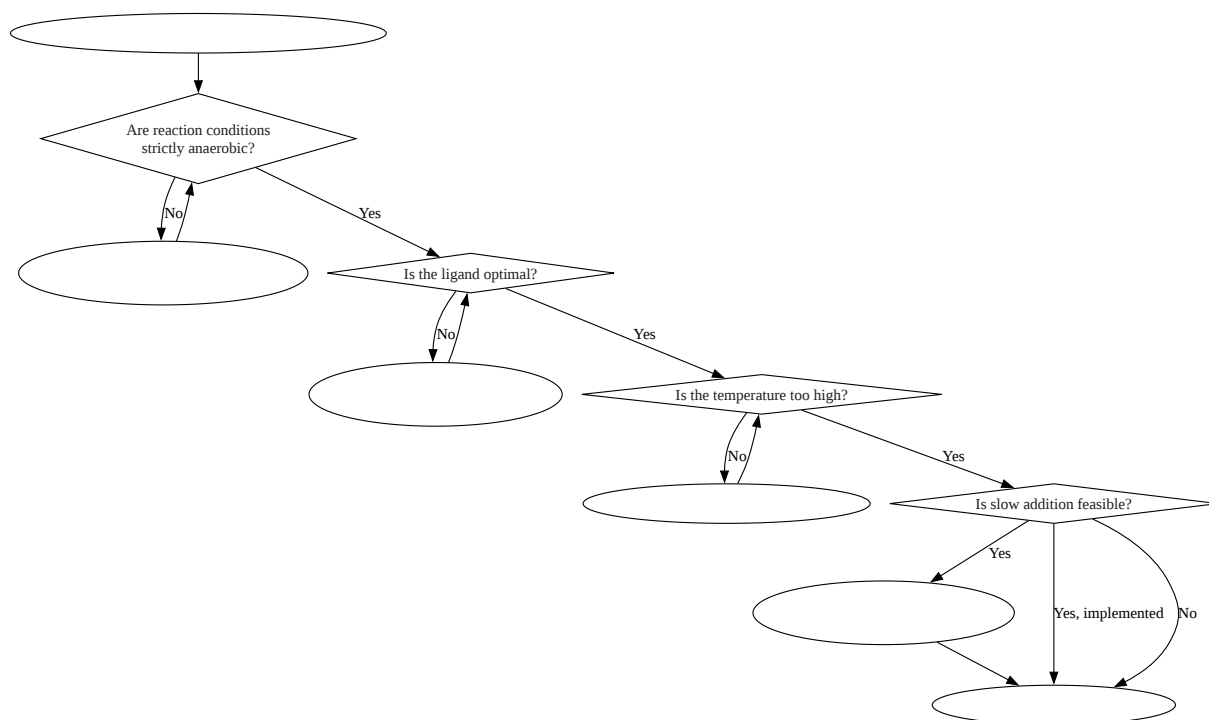 Are reaction conditions
strictly anaerobic?
No
Yes
Is the ligand optimal?
No
Yes
Is the temperature too high?
No
Yes
Is slow addition feasible?
Yes
Yes, implemented
No